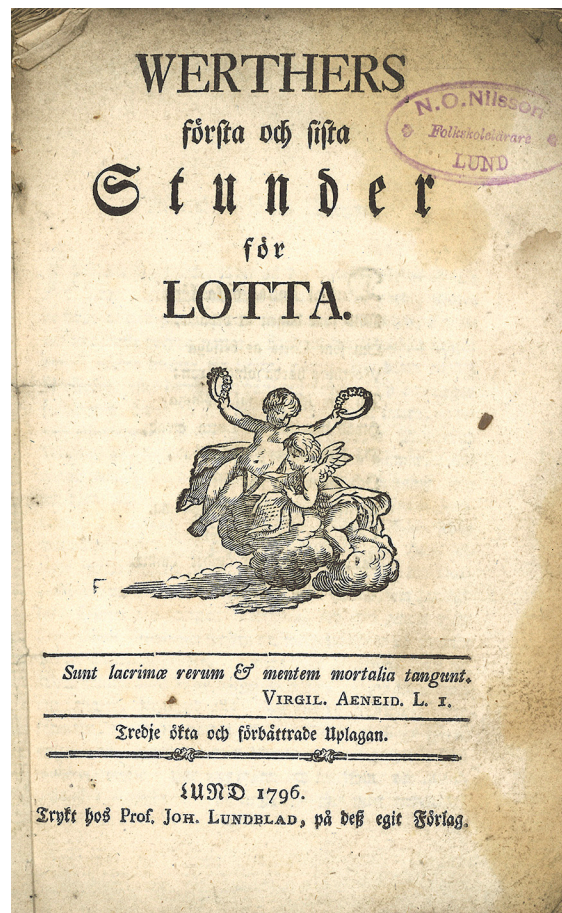 WERTHERS
N.O.Nilsson
Folkskolelärare
LUND
förſta och ſiſta
Stunder
för
LOTTA.
Sunt lacrimæ rerum & mentem mortalia tangunt.
VIRGIL. AENEID. L. I.
Tredje ökta och förbättrade Uplagan.
LUND 1796.
Trykt hos Prof. JOH. LUNDBLAD, på deß egit Förlag.